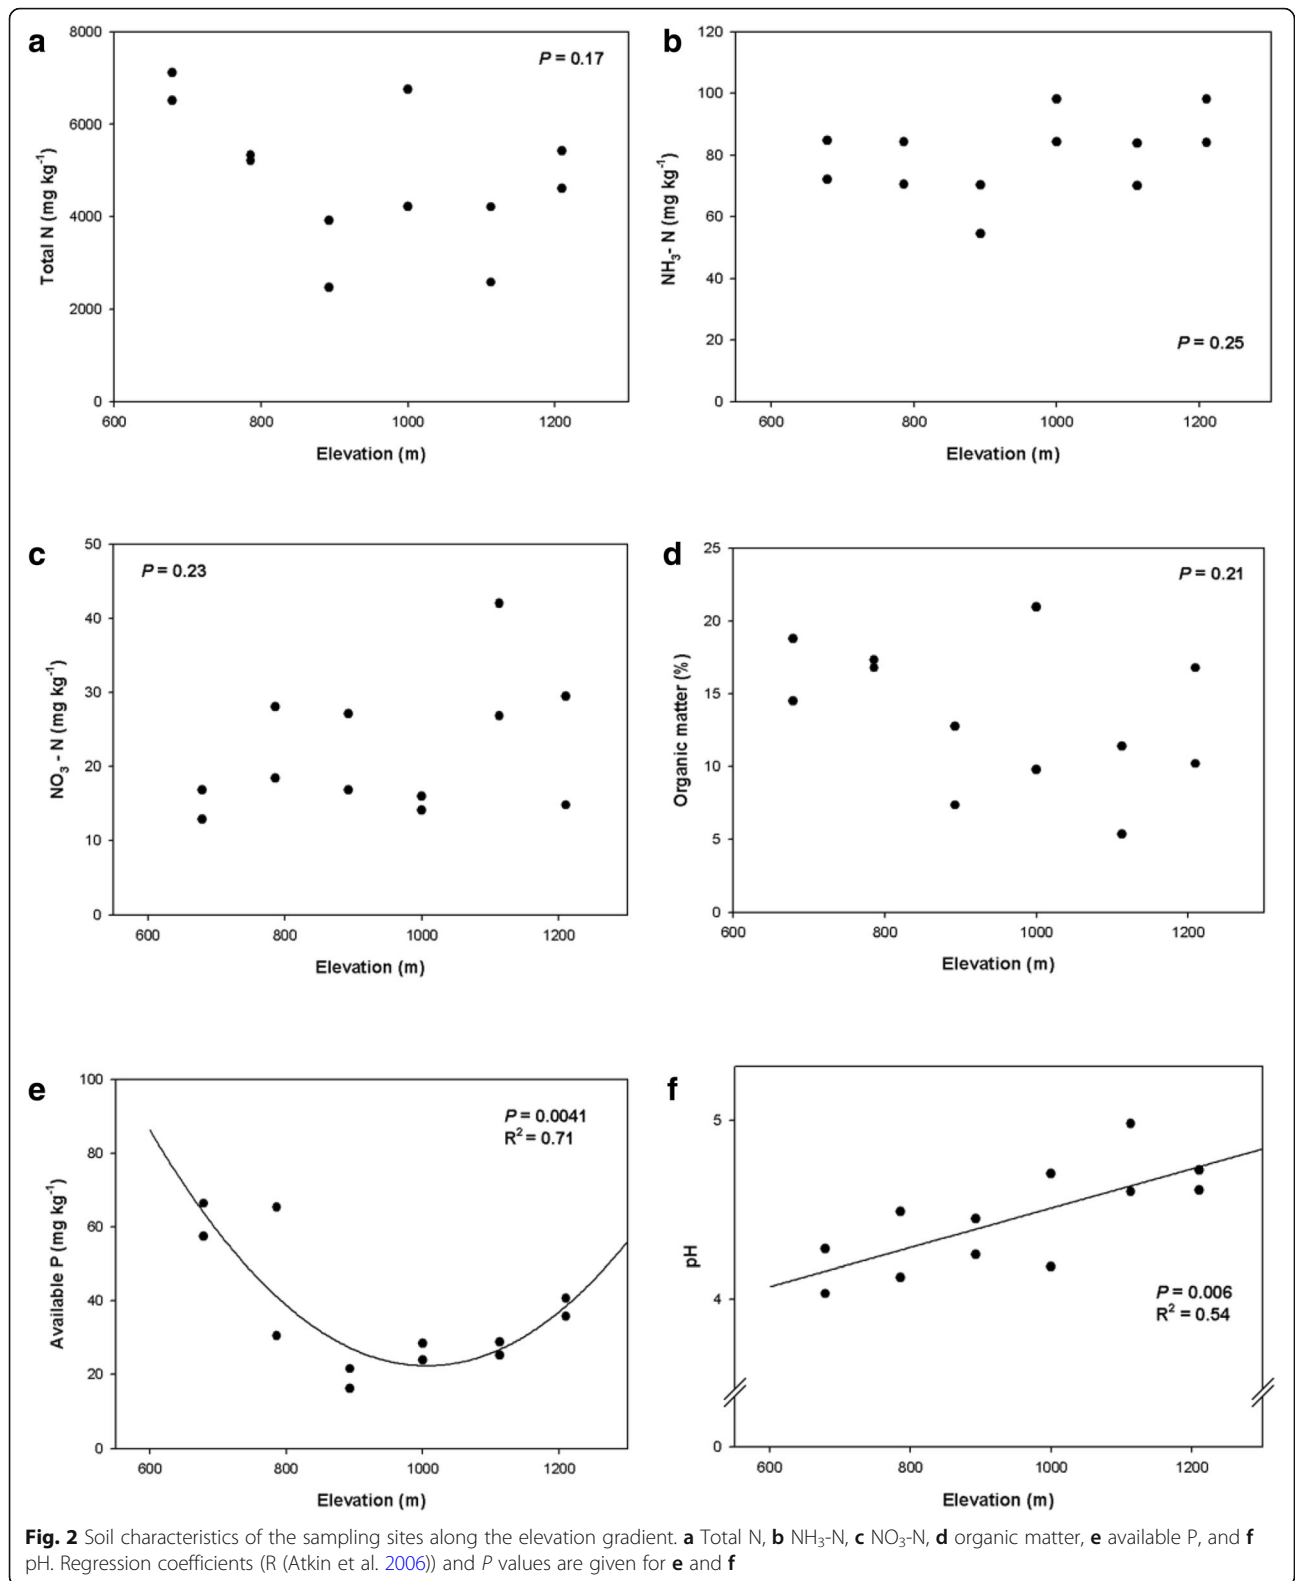 a
8000
6000
4000
2000
0
Total N (mg kg⁻¹)
P = 0.17
600 800 1000 1200
Elevation (m)
b
120
100
80
60
40
20
0
NH₃- N (mg kg⁻¹)
P = 0.25
600 800 1000 1200
Elevation (m)
c
50
40
30
20
10
0
NO₃ - N (mg kg⁻¹)
P = 0.23
600 800 1000 1200
Elevation (m)
d
25
20
15
10
5
0
Organic matter (%)
P = 0.21
600 800 1000 1200
Elevation (m)
e
100
80
60
40
20
0
Available P (mg kg⁻¹)
P = 0.0041
R² = 0.71
600 800 1000 1200
Elevation (m)
f
5
4
0
pH
P = 0.006
R² = 0.54
600 800 1000 1200
Elevation (m)
Fig. 2 Soil characteristics of the sampling sites along the elevation gradient. a Total N, b NH₃-N, c NO₃-N, d organic matter, e available P, and f
pH. Regression coefficients (R (Atkin et al. 2006)) and P values are given for e and f